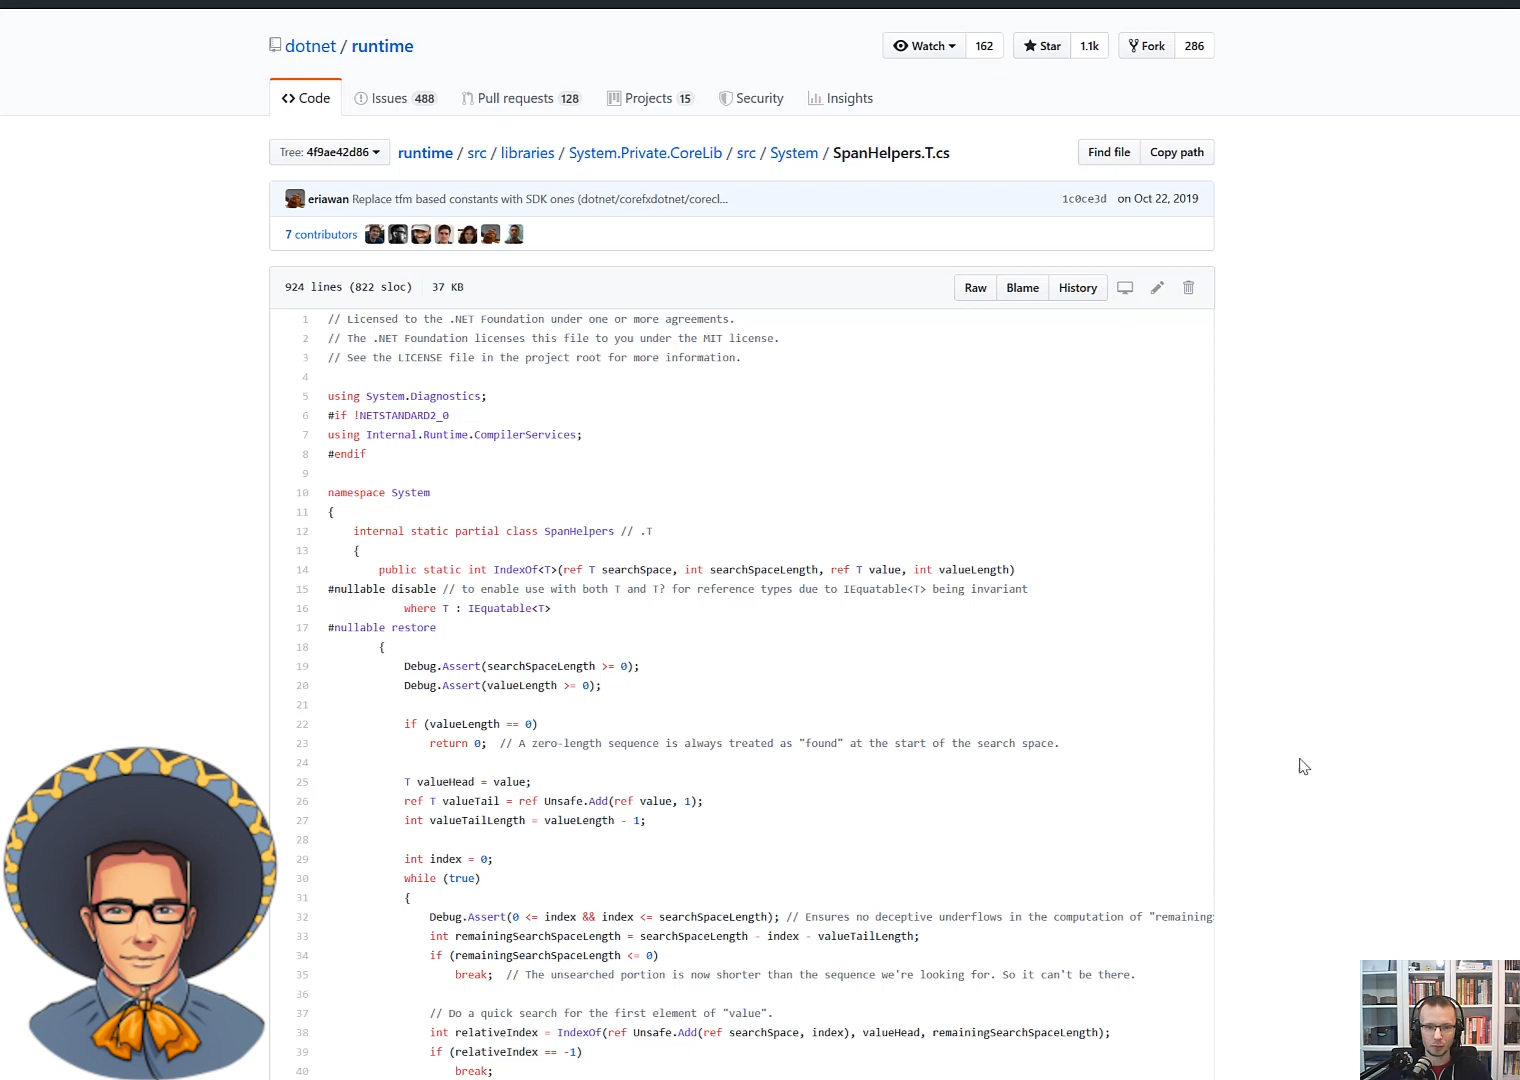 dotnet / runtime
Watch 162 Star 1.1k Fork 286
Code Issues 488 Pull requests 128 Projects 15 Security Insights
Tree: 4f9ae42d86 runtime / src / libraries / System.Private.CoreLib / src / System / SpanHelpers.T.cs Find file Copy path
eriawan Replace tfm based constants with SDK ones (dotnet/corefxdotnet/corecl... 1c0ce3d on Oct 22, 2019
7 contributors
924 lines (822 sloc) 37 KB Raw Blame History
1 // Licensed to the .NET Foundation under one or more agreements.
2 // The .NET Foundation licenses this file to you under the MIT license.
3 // See the LICENSE file in the project root for more information.
4
5 using System.Diagnostics;
6 #if !NETSTANDARD2_0
7 using Internal.Runtime.CompilerServices;
8 #endif
9
10 namespace System
11 {
12 internal static partial class SpanHelpers // .T
13 {
14 public static int IndexOf<T>(ref T searchSpace, int searchSpaceLength, ref T value, int valueLength)
15 #nullable disable // to enable use with both T and T? for reference types due to IEquatable<T> being invariant
16 where T : IEquatable<T>
17 #nullable restore
18 {
19 Debug.Assert(searchSpaceLength >= 0);
20 Debug.Assert(valueLength >= 0);
21
22 if (valueLength == 0)
23 return 0; // A zero-length sequence is always treated as "found" at the start of the search space.
24
25 T valueHead = value;
26 ref T valueTail = ref Unsafe.Add(ref value, 1);
27 int valueTailLength = valueLength - 1;
28
29 int index = 0;
30 while (true)
31 {
32 Debug.Assert(0 <= index && index <= searchSpaceLength); // Ensures no deceptive underflows in the computation of "remaining
33 int remainingSearchSpaceLength = searchSpaceLength - index - valueTailLength;
34 if (remainingSearchSpaceLength <= 0)
35 break; // The unsearched portion is now shorter than the sequence we're looking for. So it can't be there.
36
37 // Do a quick search for the first element of "value".
38 int relativeIndex = IndexOf(ref Unsafe.Add(ref searchSpace, index), valueHead, remainingSearchSpaceLength);
39 if (relativeIndex == -1)
40 break;